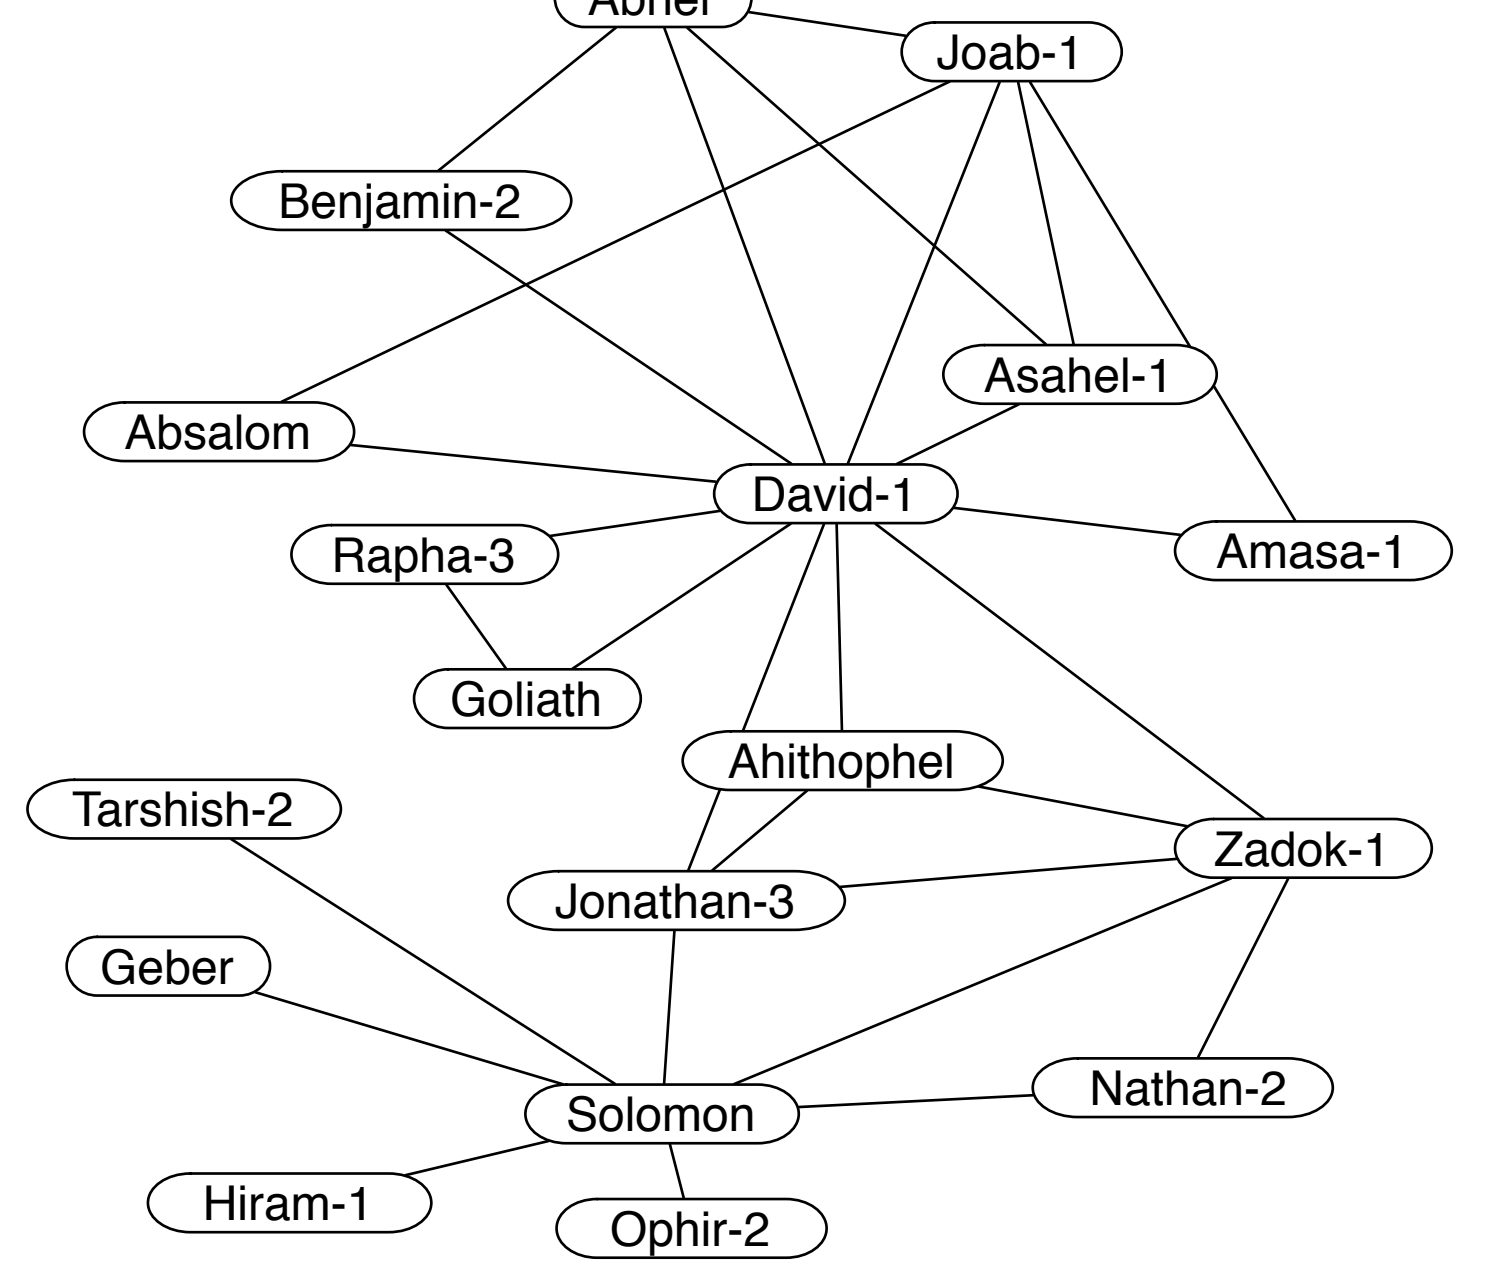 Abner
Joab-1
Benjamin-2
Asahel-1
Absalom
David-1
Rapha-3
Amasa-1
Goliath
Ahithophel
Tarshish-2
Zadok-1
Jonathan-3
Geber
Nathan-2
Solomon
Hiram-1
Ophir-2